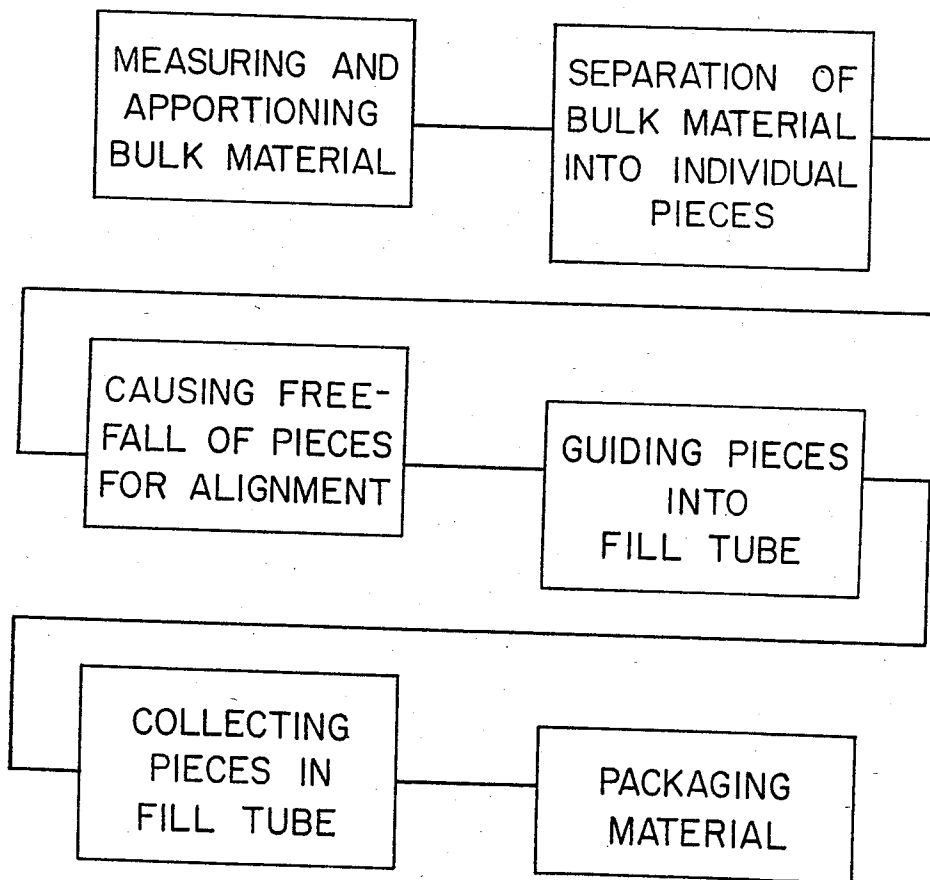 MEASURING AND
APPORTIONING
BULK MATERIAL
SEPARATION OF
BULK MATERIAL
INTO INDIVIDUAL
PIECES
CAUSING FREE-
FALL OF PIECES
FOR ALIGNMENT
GUIDING PIECES
INTO
FILL TUBE
COLLECTING
PIECES IN
FILL TUBE
PACKAGING
MATERIAL